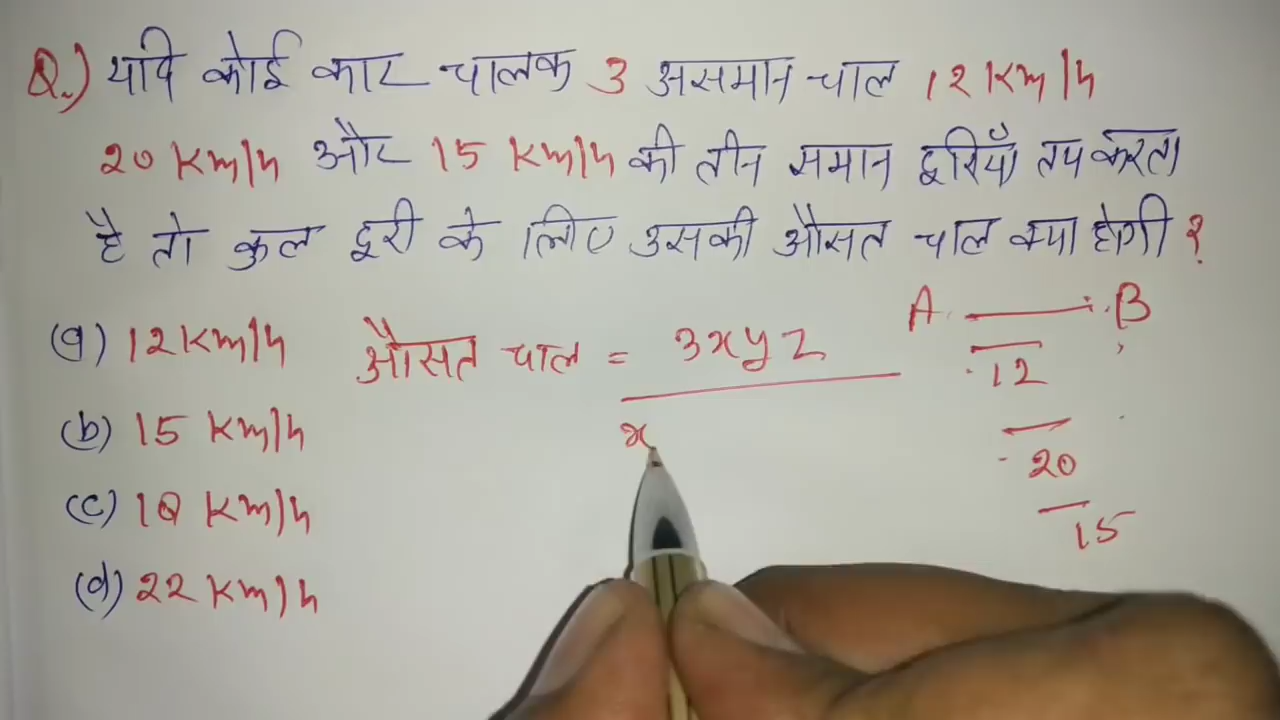 Q.) यदि कोई कार चालक 3 असमान चाल 12 Km/h
20 Km/h और 15 Km/h की तीन समान दूरियाँ तय करता
है तो कुल दूरी के लिए उसकी औसत चाल क्या होगी ?
(a) 12 Km/h
(b) 15 Km/h
(c) 18 Km/h
(d) 22 Km/h
औसत चाल = 3xyz
x
A B
12
20
15